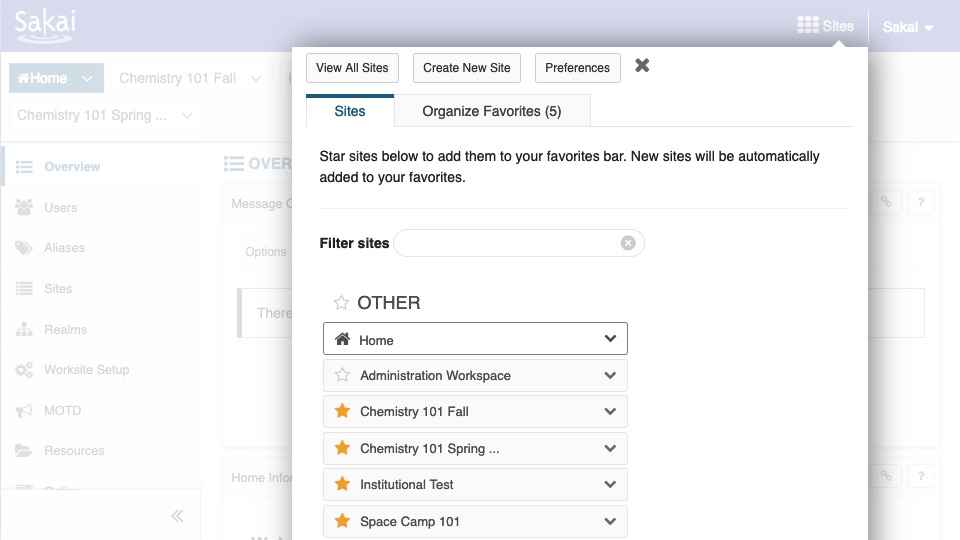 Sakai
Sites
Sakai
Home
Chemistry 101 Fall
Chemistry 101 Spring ...
Overview
Users
Aliases
Sites
Realms
Worksite Setup
MOTD
Resources
OVER
Message
Options
There
?
Home Infor
?
View All Sites
Create New Site
Preferences
Sites
Organize Favorites (5)
Star sites below to add them to your favorites bar. New sites will be automatically
added to your favorites.
Filter sites
OTHER
Home
Administration Workspace
Chemistry 101 Fall
Chemistry 101 Spring ...
Institutional Test
Space Camp 101